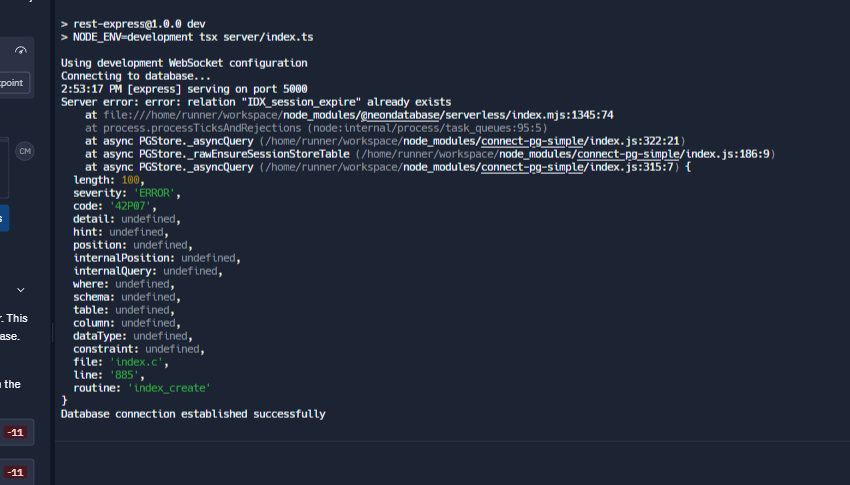 > rest-express@1.0.0 dev
> NODE_ENV=development tsx server/index.ts
Using development WebSocket configuration
Connecting to database...
2:53:17 PM [express] serving on port 5000
Server error: error: relation "IDX_session_expire" already exists
at file:///home/runner/workspace/node_modules/@neondatabase/serverless/index.mjs:1345:74
at process.processTicksAndRejections (node:internal/process/task_queues:95:5)
at async PGStore._asyncQuery (/home/runner/workspace/node_modules/connect-pg-simple/index.js:322:21)
at async PGStore._rawEnsureSessionStoreTable (/home/runner/workspace/node_modules/connect-pg-simple/index.js:186:9)
at async PGStore._asyncQuery (/home/runner/workspace/node_modules/connect-pg-simple/index.js:315:7) {
length: 100,
severity: 'ERROR',
code: '42P07',
detail: undefined,
hint: undefined,
position: undefined,
internalPosition: undefined,
internalQuery: undefined,
where: undefined,
schema: undefined,
table: undefined,
column: undefined,
dataType: undefined,
constraint: undefined,
file: 'index.c',
line: '885',
routine: 'index_create'
}
Database connection established successfully
point
CM
s
r. This
ase.
n the
-11
-11